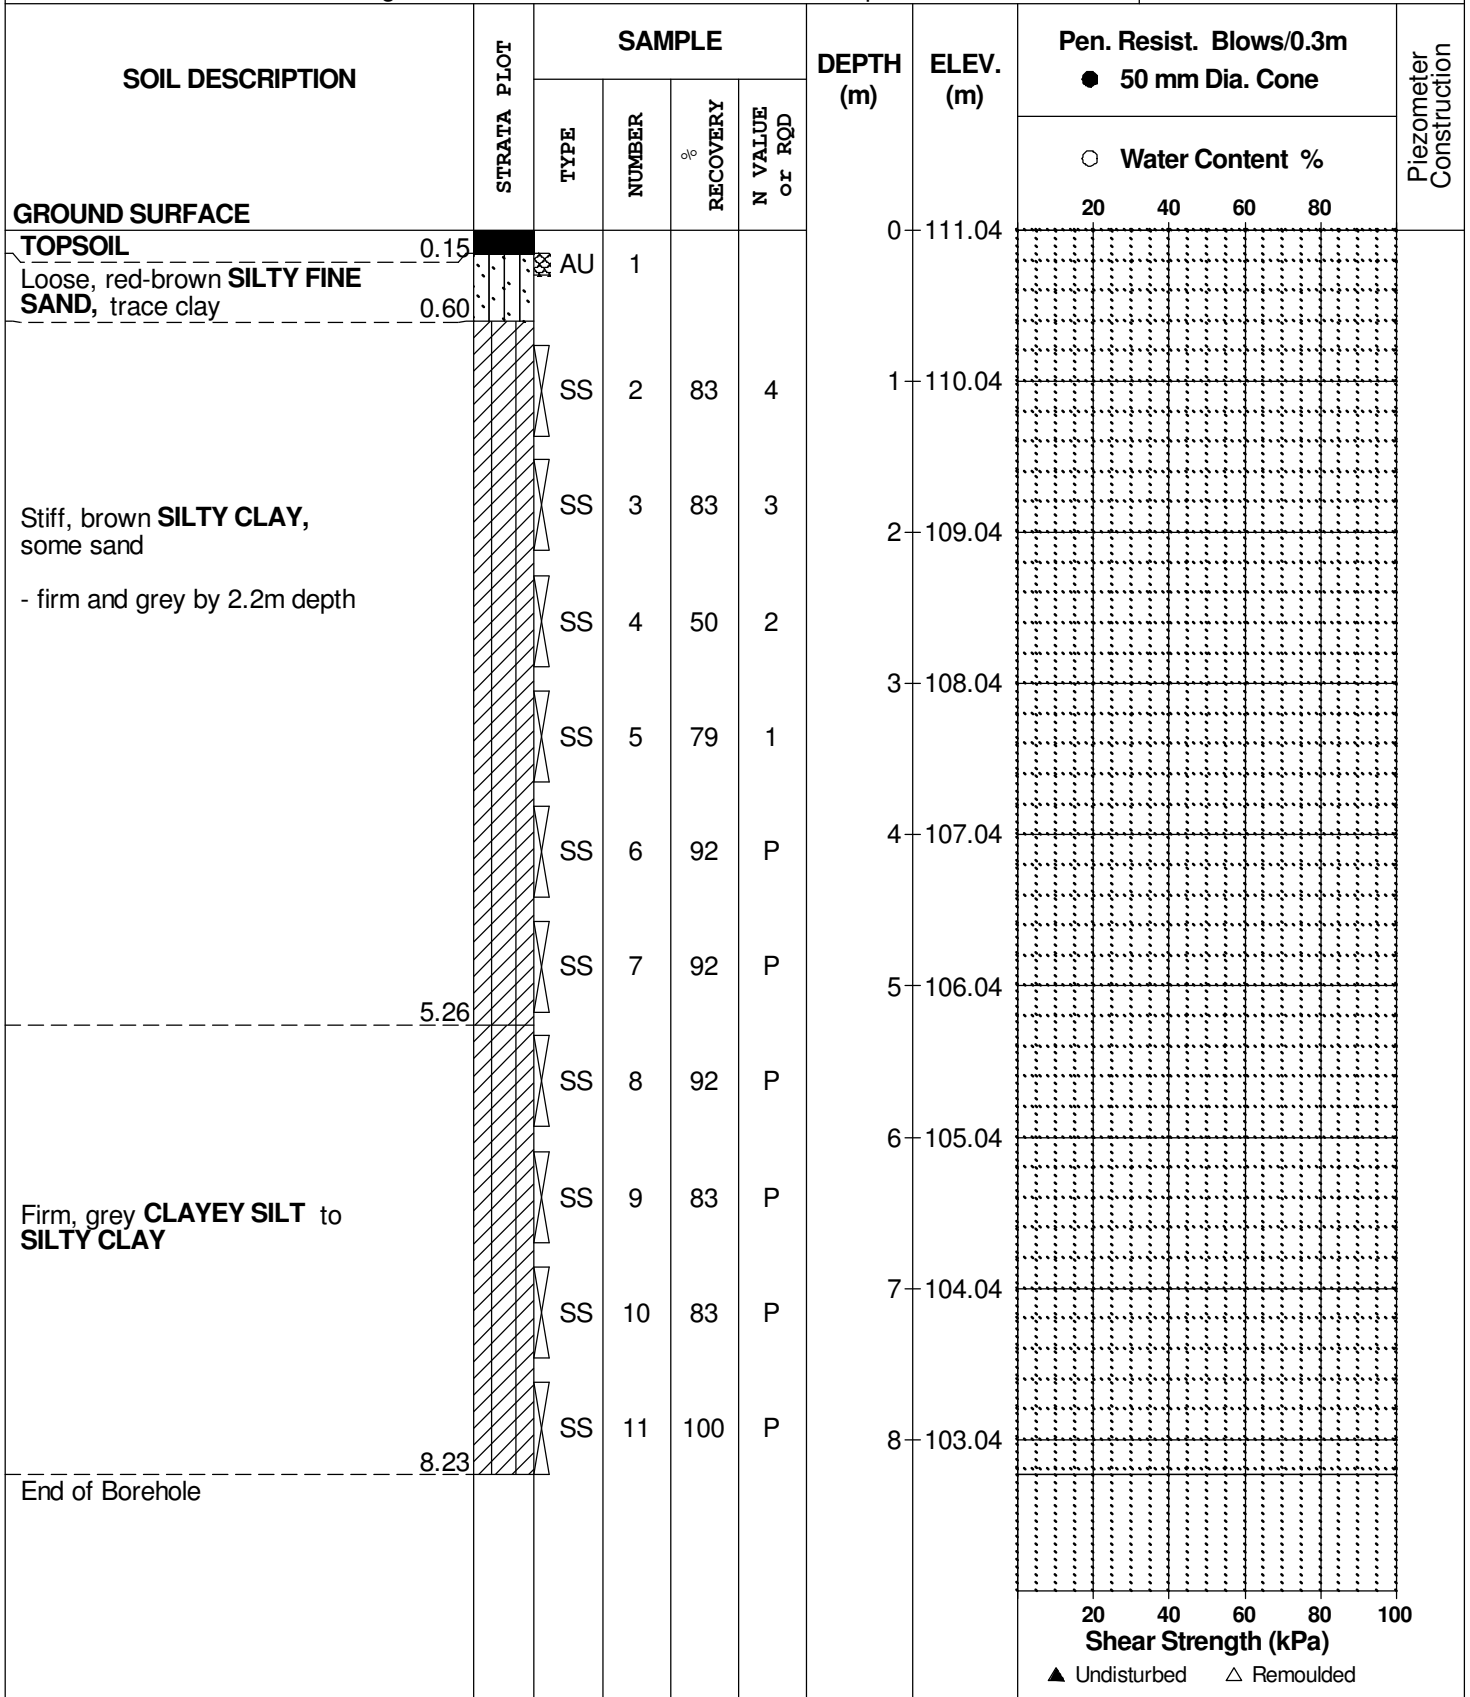 SOIL DESCRIPTION
GROUND SURFACE
STRATA PLOT
SAMPLE
TYPE
NUMBER
%
RECOVERY
N VALUE
or RQD
DEPTH
(m)
ELEV.
(m)
Pen. Resist. Blows/0.3m
● 50 mm Dia. Cone
○ Water Content %
20 40 60 80
Piezometer
Construction
0 111.04
TOPSOIL 0.15
AU 1
Loose, red-brown SILTY FINE
SAND, trace clay 0.60
SS 2 83 4
1 110.04
SS 3 83 3
Stiff, brown SILTY CLAY,
some sand
2 109.04
- firm and grey by 2.2m depth
SS 4 50 2
3 108.04
SS 5 79 1
4 107.04
SS 6 92 P
SS 7 92 P
5 106.04
5.26
SS 8 92 P
6 105.04
SS 9 83 P
Firm, grey CLAYEY SILT to
SILTY CLAY
7 104.04
SS 10 83 P
SS 11 100 P
8 103.04
8.23
End of Borehole
20 40 60 80 100
Shear Strength (kPa)
▲ Undisturbed △ Remoulded